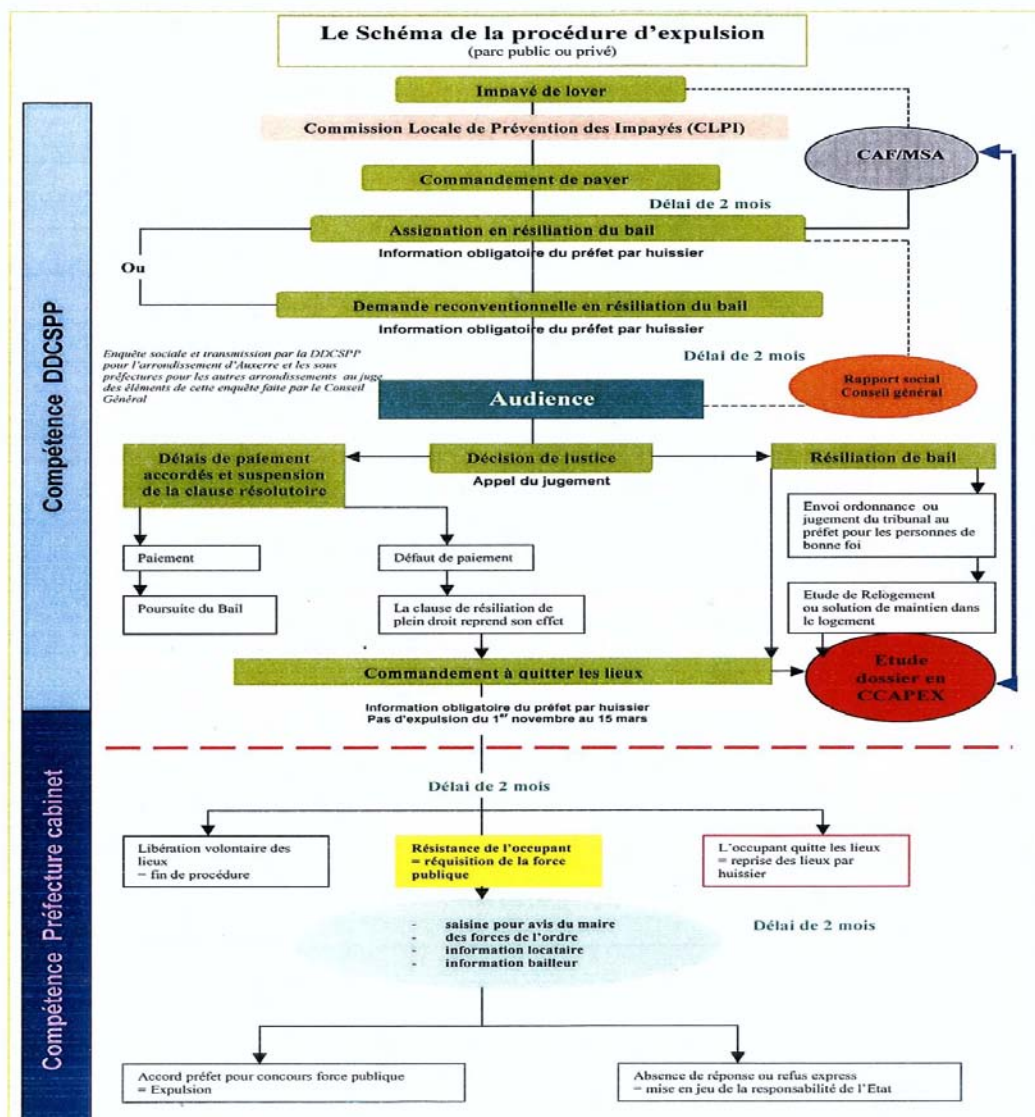 Le Schéma de la procédure d'expulsion
(parc public ou privé)
Impayé de loyer
Commission Locale de Prévention des Impayés (CLPI)
CAF/MSA
Commandement de payer
Délai de 2 mois
Assignation en résiliation du bail
Information obligatoire du préfet par huissier
Ou
Demande reconventionnelle en résiliation du bail
Information obligatoire du préfet par huissier
Enquête sociale et transmission par la DDCSPP
pour l'arrondissement d'Auxerre et les sous
préfectures pour les autres arrondissements au juge
des éléments de cette enquête faite par le Conseil
Général
Délai de 2 mois
Rapport social
Conseil général
Audience
Délais de paiement
accordés et suspension
de la clause résolutoire
Décision de justice
Appel du jugement
Résiliation de bail
Envoi ordonnance ou
jugement du tribunal au
préfet pour les personnes de
bonne foi
Paiement
Défaut de paiement
Poursuite du Bail
La clause de résiliation de
plein droit reprend son effet
Etude de Relogement
ou solution de maintien dans
le logement
Commandement à quitter les lieux
Etude
dossier en
CCAPEX
Information obligatoire du préfet par huissier
Pas d'expulsion du 1er novembre au 15 mars
Compétence DDCSPP
Délai de 2 mois
Libération volontaire des
lieux
= fin de procédure
Résistance de l'occupant
= réquisition de la force
publique
L'occupant quitte les lieux
= reprise des lieux par
huissier
- saisine pour avis du maire
- des forces de l'ordre
- information locataire
- information bailleur
Délai de 2 mois
Accord préfet pour concours force publique
= Expulsion
Absence de réponse ou refus express
= mise en jeu de la responsabilité de l'Etat
Compétence Préfecture cabinet